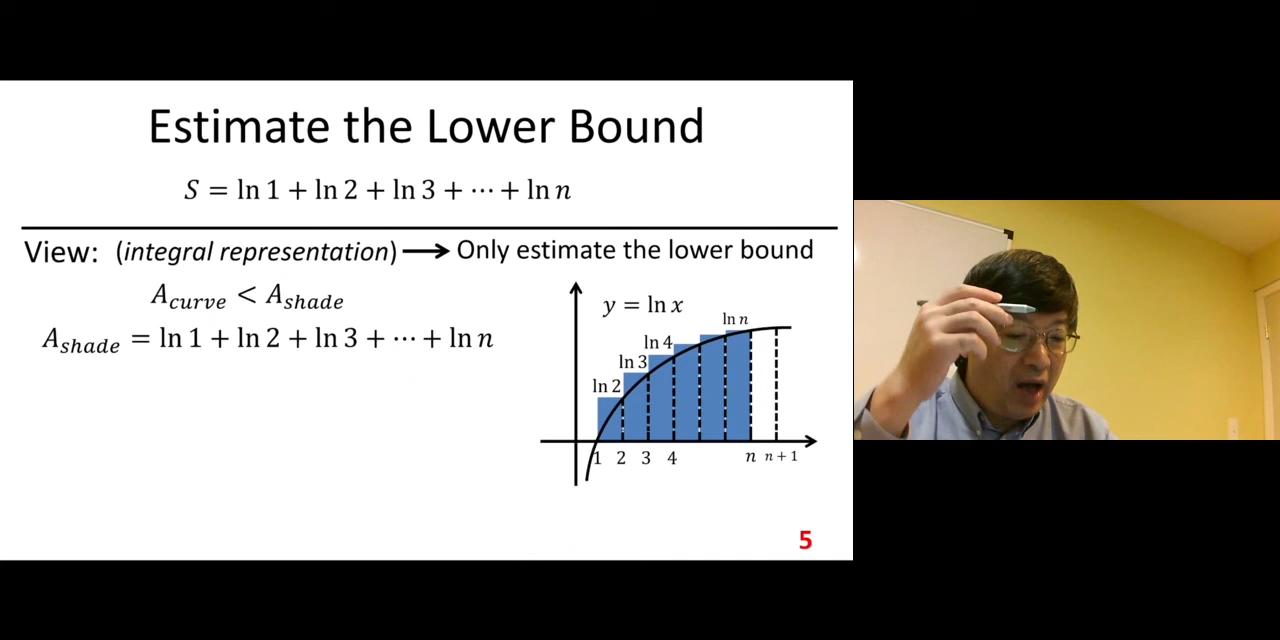 Estimate the Lower Bound
S = ln 1 + ln 2 + ln 3 + ⋯ + ln n
View: (integral representation) ⟶ Only estimate the lower bound
A_curve < A_shade
A_shade = ln 1 + ln 2 + ln 3 + ⋯ + ln n
y = ln x
ln n
ln 4
ln 3
ln 2
1 2 3 4 n n + 1
5